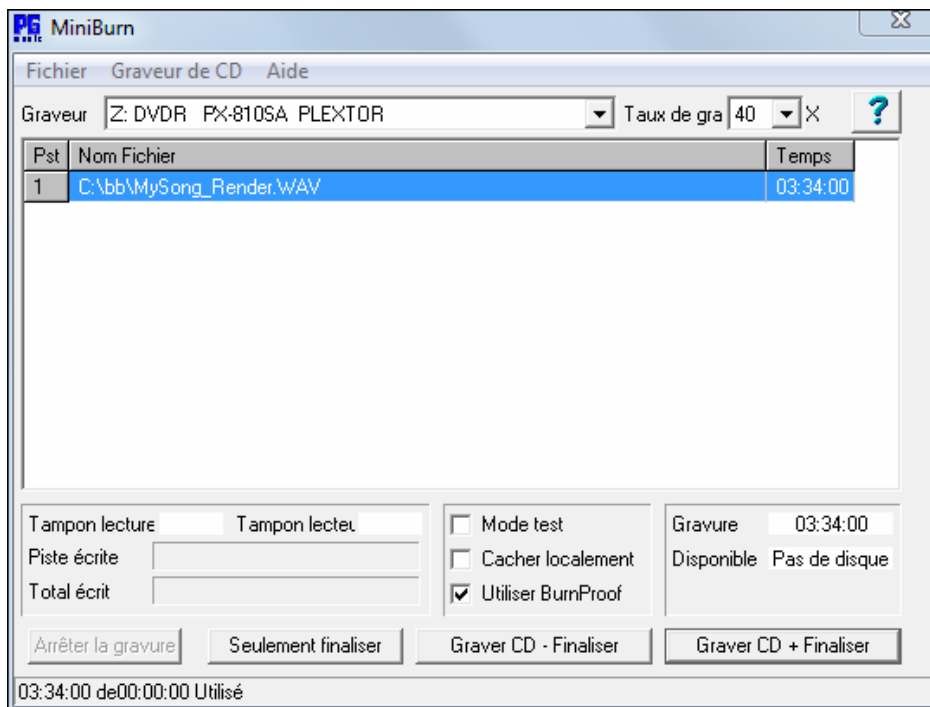 PG Music MiniBurn
Fichier Graveur de CD Aide
Graveur Z: DVDR PX-810SA PLEXTOR Taux de gra 40 X ?
Pst Nom Fichier Temps
1 C:\bb\MySong_Render.WAV 03:34:00
Tampon lecture Tampon lecteu Mode test Gravure 03:34:00
Piste écrite Cacher localement Disponible Pas de disque
Total écrit Utiliser BurnProof
Arrêter la gravure Seulement finaliser Graver CD - Finaliser Graver CD + Finaliser
03:34:00 de00:00:00 Utilisé